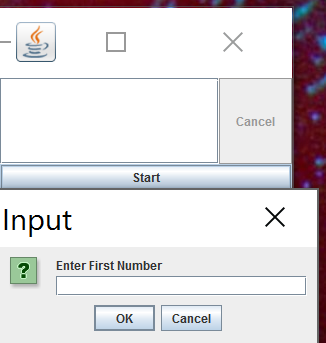 Cancel
Start
Input
?
Enter First Number
OK Cancel